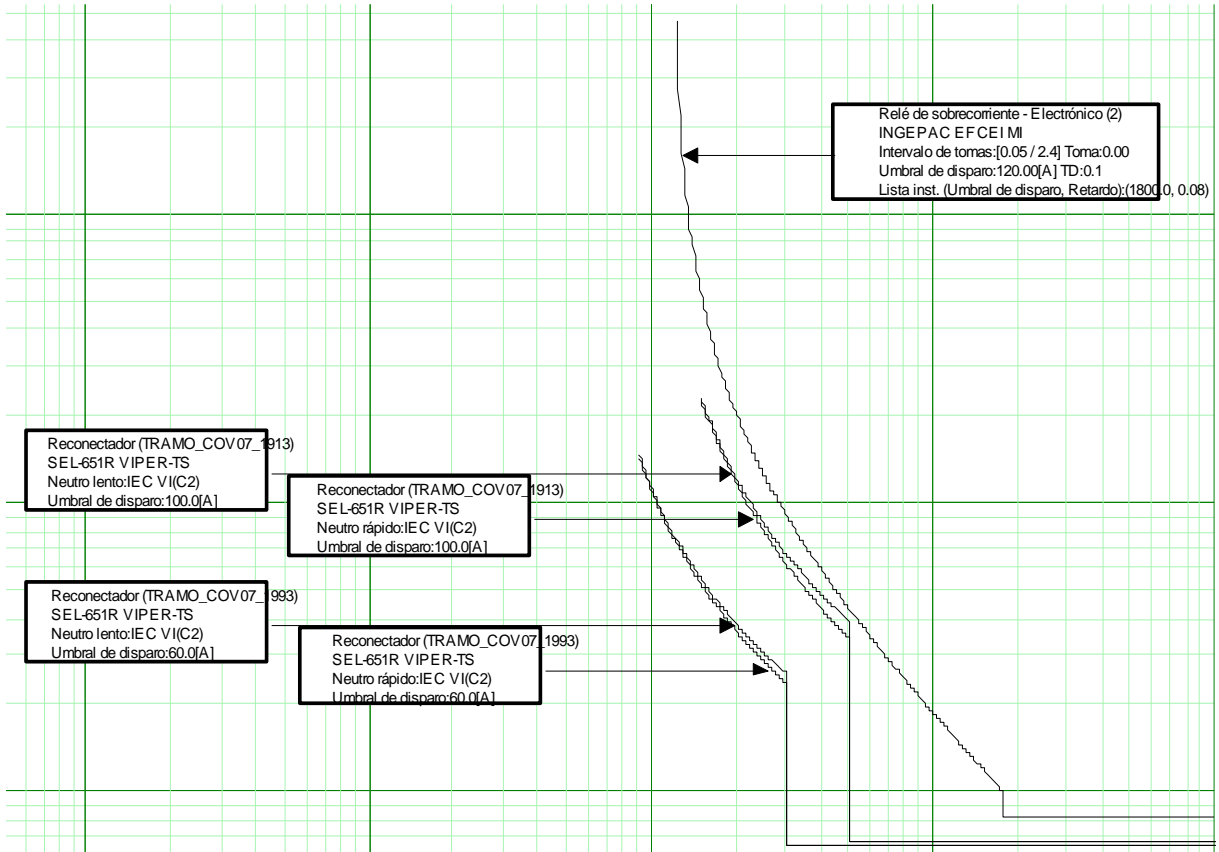 Relé de sobrecorriente - Electrónico (2)
INGEPAC EF CEI MI
Intervalo de tomas:[0.05 / 2.4] Toma:0.00
Umbral de disparo:120.00[A] TD:0.1
Lista inst. (Umbral de disparo, Retardo):(1800.0, 0.08)
Reconectador (TRAMO_COV07_1913)
SEL-651R VIPER-TS
Neutro lento:IEC VI(C2)
Umbral de disparo:100.0[A]
Reconectador (TRAMO_COV07_1913)
SEL-651R VIPER-TS
Neutro rápido:IEC VI(C2)
Umbral de disparo:100.0[A]
Reconectador (TRAMO_COV07_1993)
SEL-651R VIPER-TS
Neutro lento:IEC VI(C2)
Umbral de disparo:60.0[A]
Reconectador (TRAMO_COV07_1993)
SEL-651R VIPER-TS
Neutro rápido:IEC VI(C2)
Umbral de disparo:60.0[A]